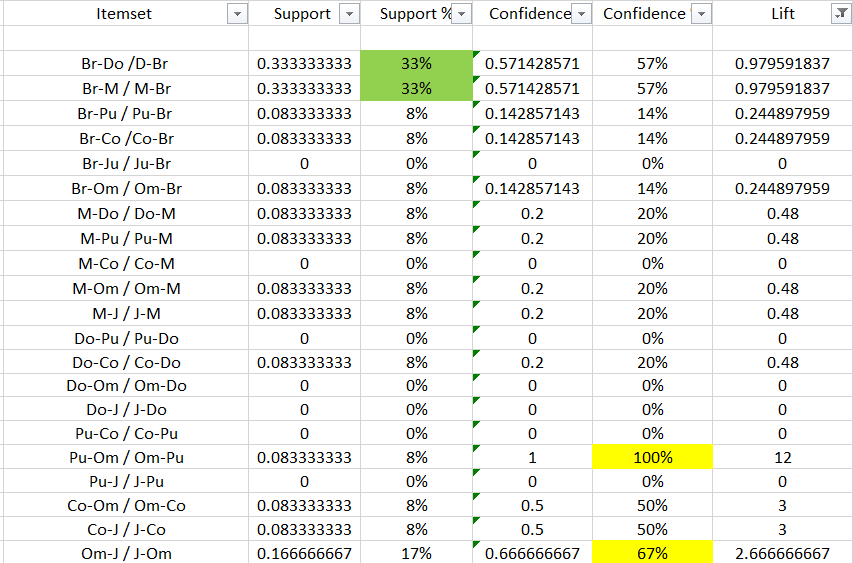 Itemset Support Support % Confidence Confidence Lift
Br-Do /D-Br 0.333333333 33% 0.571428571 57% 0.979591837
Br-M / M-Br 0.333333333 33% 0.571428571 57% 0.979591837
Br-Pu / Pu-Br 0.083333333 8% 0.142857143 14% 0.244897959
Br-Co /Co-Br 0.083333333 8% 0.142857143 14% 0.244897959
Br-Ju / Ju-Br 0 0% 0 0% 0
Br-Om / Om-Br 0.083333333 8% 0.142857143 14% 0.244897959
M-Do / Do-M 0.083333333 8% 0.2 20% 0.48
M-Pu / Pu-M 0.083333333 8% 0.2 20% 0.48
M-Co / Co-M 0 0% 0 0% 0
M-Om / Om-M 0.083333333 8% 0.2 20% 0.48
M-J / J-M 0.083333333 8% 0.2 20% 0.48
Do-Pu / Pu-Do 0 0% 0 0% 0
Do-Co / Co-Do 0.083333333 8% 0.2 20% 0.48
Do-Om / Om-Do 0 0% 0 0% 0
Do-J / J-Do 0 0% 0 0% 0
Pu-Co / Co-Pu 0 0% 0 0% 0
Pu-Om / Om-Pu 0.083333333 8% 1 100% 12
Pu-J / J-Pu 0 0% 0 0% 0
Co-Om / Om-Co 0.083333333 8% 0.5 50% 3
Co-J / J-Co 0.083333333 8% 0.5 50% 3
Om-J / J-Om 0.166666667 17% 0.666666667 67% 2.666666667